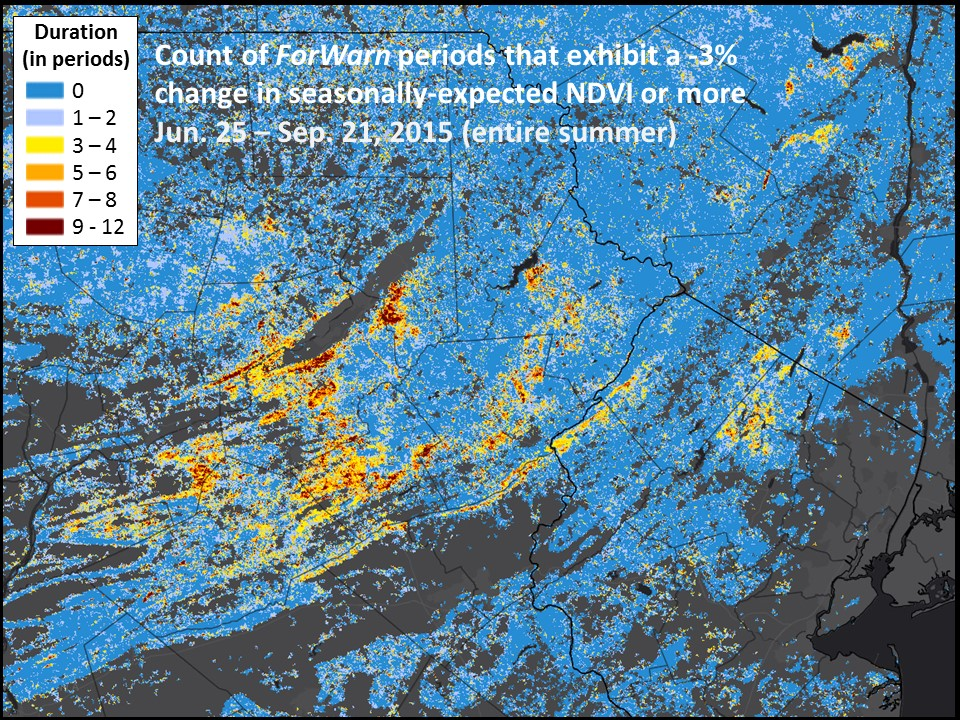 Duration
(in periods)
0
1 – 2
3 – 4
5 – 6
7 – 8
9 - 12
Count of ForWarn periods that exhibit a -3%
change in seasonally-expected NDVI or more
Jun. 25 – Sep. 21, 2015 (entire summer)